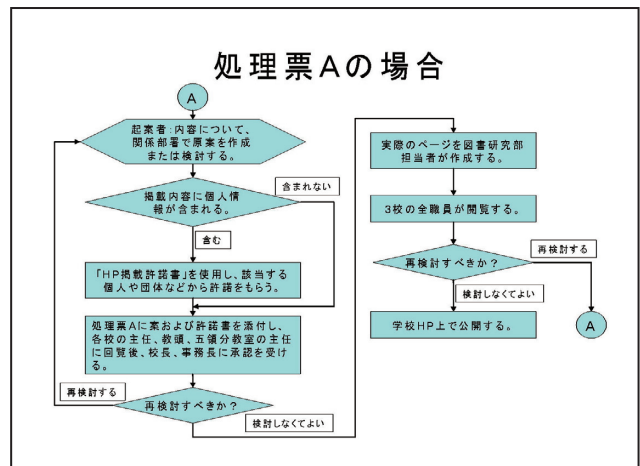 処理票Aの場合
A
起案者：内容について、
関係部署で原案を作成
または検討する。
掲載内容に個人情
報が含まれる。
含まれない
含む
「HP掲載許諾書」を使用し、該当する
個人や団体などから許諾をもらう。
処理票Aに案および許諾書を添付し、
各校の主任、教頭、五領分教室の主任
に回覧後、校長、事務長に承認を受け
る。
再検討する
再検討すべきか？
検討しなくてよい
実際のページを図書研究部
担当者が作成する。
3校の全職員が閲覧する。
再検討する
再検討すべきか？
検討しなくてよい
A
学校HP上で公開する。